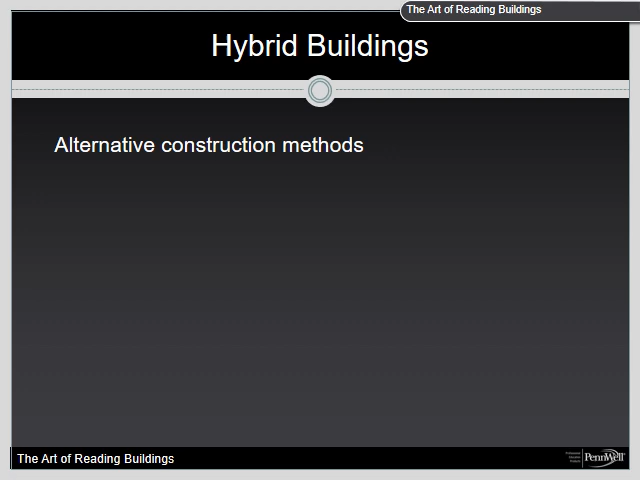 The Art of Reading Buildings
Hybrid Buildings
Alternative construction methods
The Art of Reading Buildings
PennWell